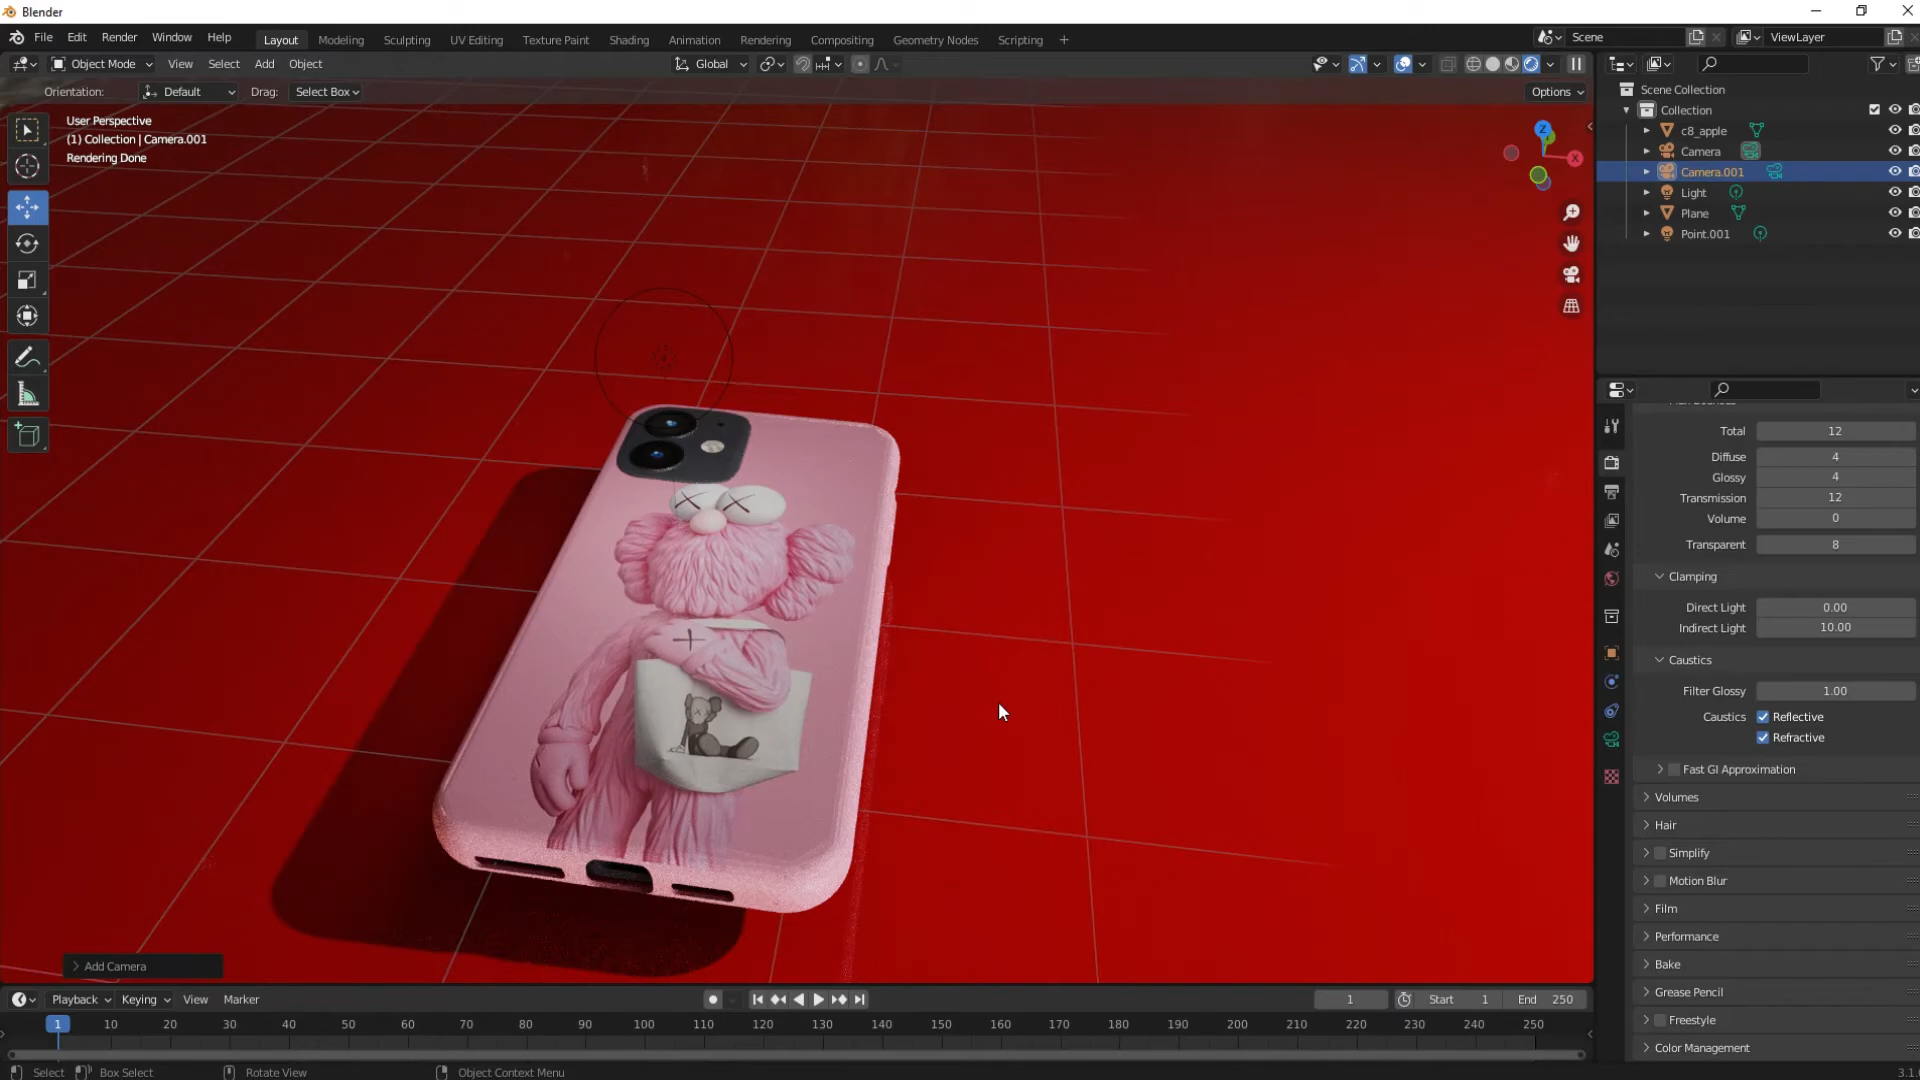 Blender
File Edit Render Window Help
Layout Modeling Sculpting UV Editing Texture Paint Shading Animation Rendering Compositing Geometry Nodes Scripting +
Scene
ViewLayer
Object Mode View Select Add Object
Global
Orientation: Default Drag: Select Box
Options
User Perspective
(1) Collection | Camera.001
Rendering Done
Z
X
Scene Collection
Collection
c8_apple
Camera
Camera.001
Light
Plane
Point.001
Total 12
Diffuse 4
Glossy 4
Transmission 12
Volume 0
Transparent 8
Clamping
Direct Light 0.00
Indirect Light 10.00
Caustics
Filter Glossy 1.00
Caustics Reflective
Refractive
Fast GI Approximation
Volumes
Hair
Simplify
Motion Blur
Film
Performance
Bake
Grease Pencil
Freestyle
Color Management
Add Camera
Playback Keying View Marker
1 Start 1 End 250
1 10 20 30 40 50 60 70 80 90 100 110 120 130 140 150 160 170 180 190 200 210 220 230 240 250
Select Box Select Rotate View Object Context Menu